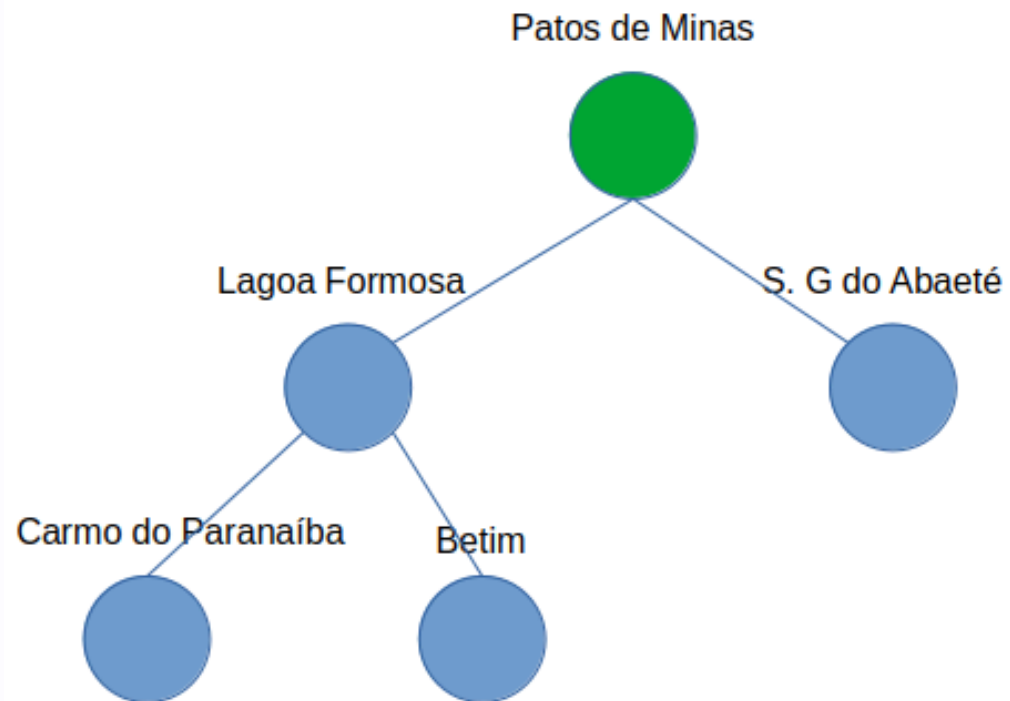 Patos de Minas
Lagoa Formosa
S. G do Abaeté
Carmo do Paranaíba
Betim